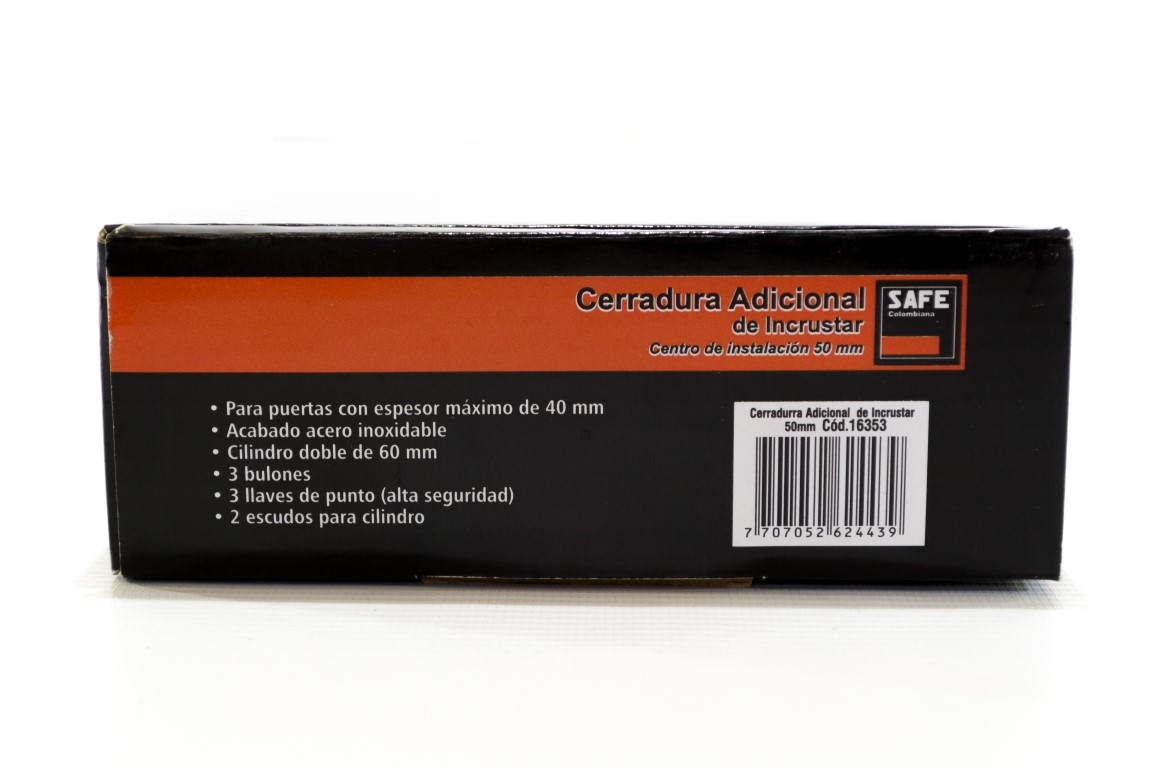 Cerradura Adicional
de Incrustar
Centro de instalación 50 mm
SAFE
Colombiana
• Para puertas con espesor máximo de 40 mm
• Acabado acero inoxidable
• Cilindro doble de 60 mm
• 3 bulones
• 3 llaves de punto (alta seguridad)
• 2 escudos para cilindro
Cerradurra Adicional de Incrustar
50mm Cód.16353
7 707052 624439